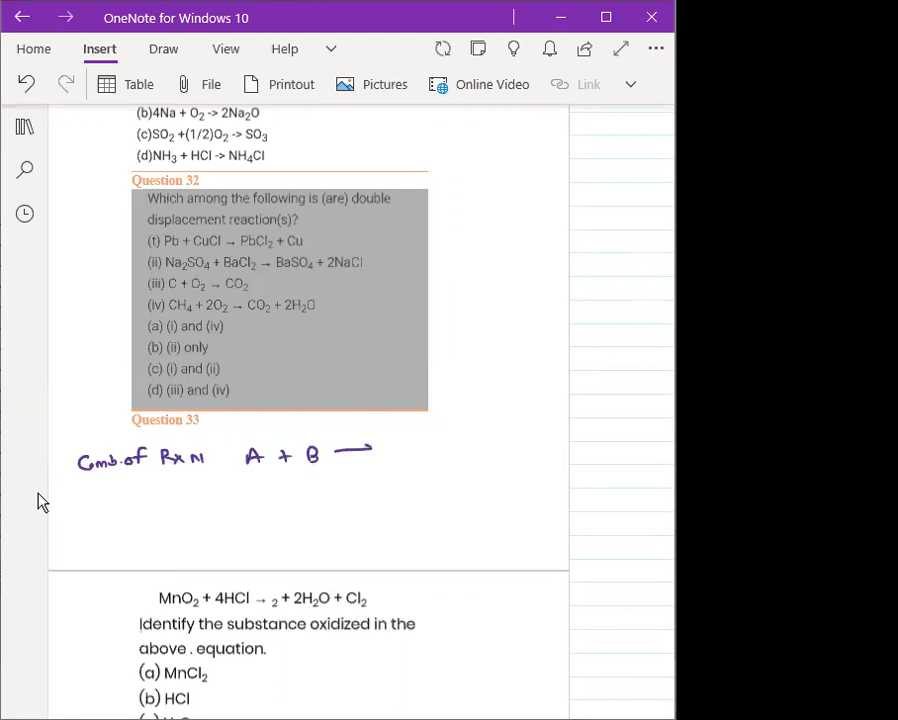 OneNote for Windows 10
Home Insert Draw View Help
Table File Printout Pictures Online Video Link
(b)4Na + O₂ -> 2Na₂O
(c)SO₂ +(1/2)O₂ -> SO₃
(d)NH₃ + HCl -> NH₄Cl
Question 32
Which among the following is (are) double
displacement reaction(s)?
(t) Pb + CuCl → PbCl₂ + Cu
(ii) Na₂SO₄ + BaCl₂ → BaSO₄ + 2NaCl
(iii) C + O₂ → CO₂
(iv) CH₄ + 2O₂ → CO₂ + 2H₂O
(a) (i) and (iv)
(b) (ii) only
(c) (i) and (ii)
(d) (iii) and (iv)
Question 33
Comb. of RxN A + B →
MnO₂ + 4HCl → ₂ + 2H₂O + Cl₂
Identify the substance oxidized in the
above . equation.
(a) MnCl₂
(b) HCl